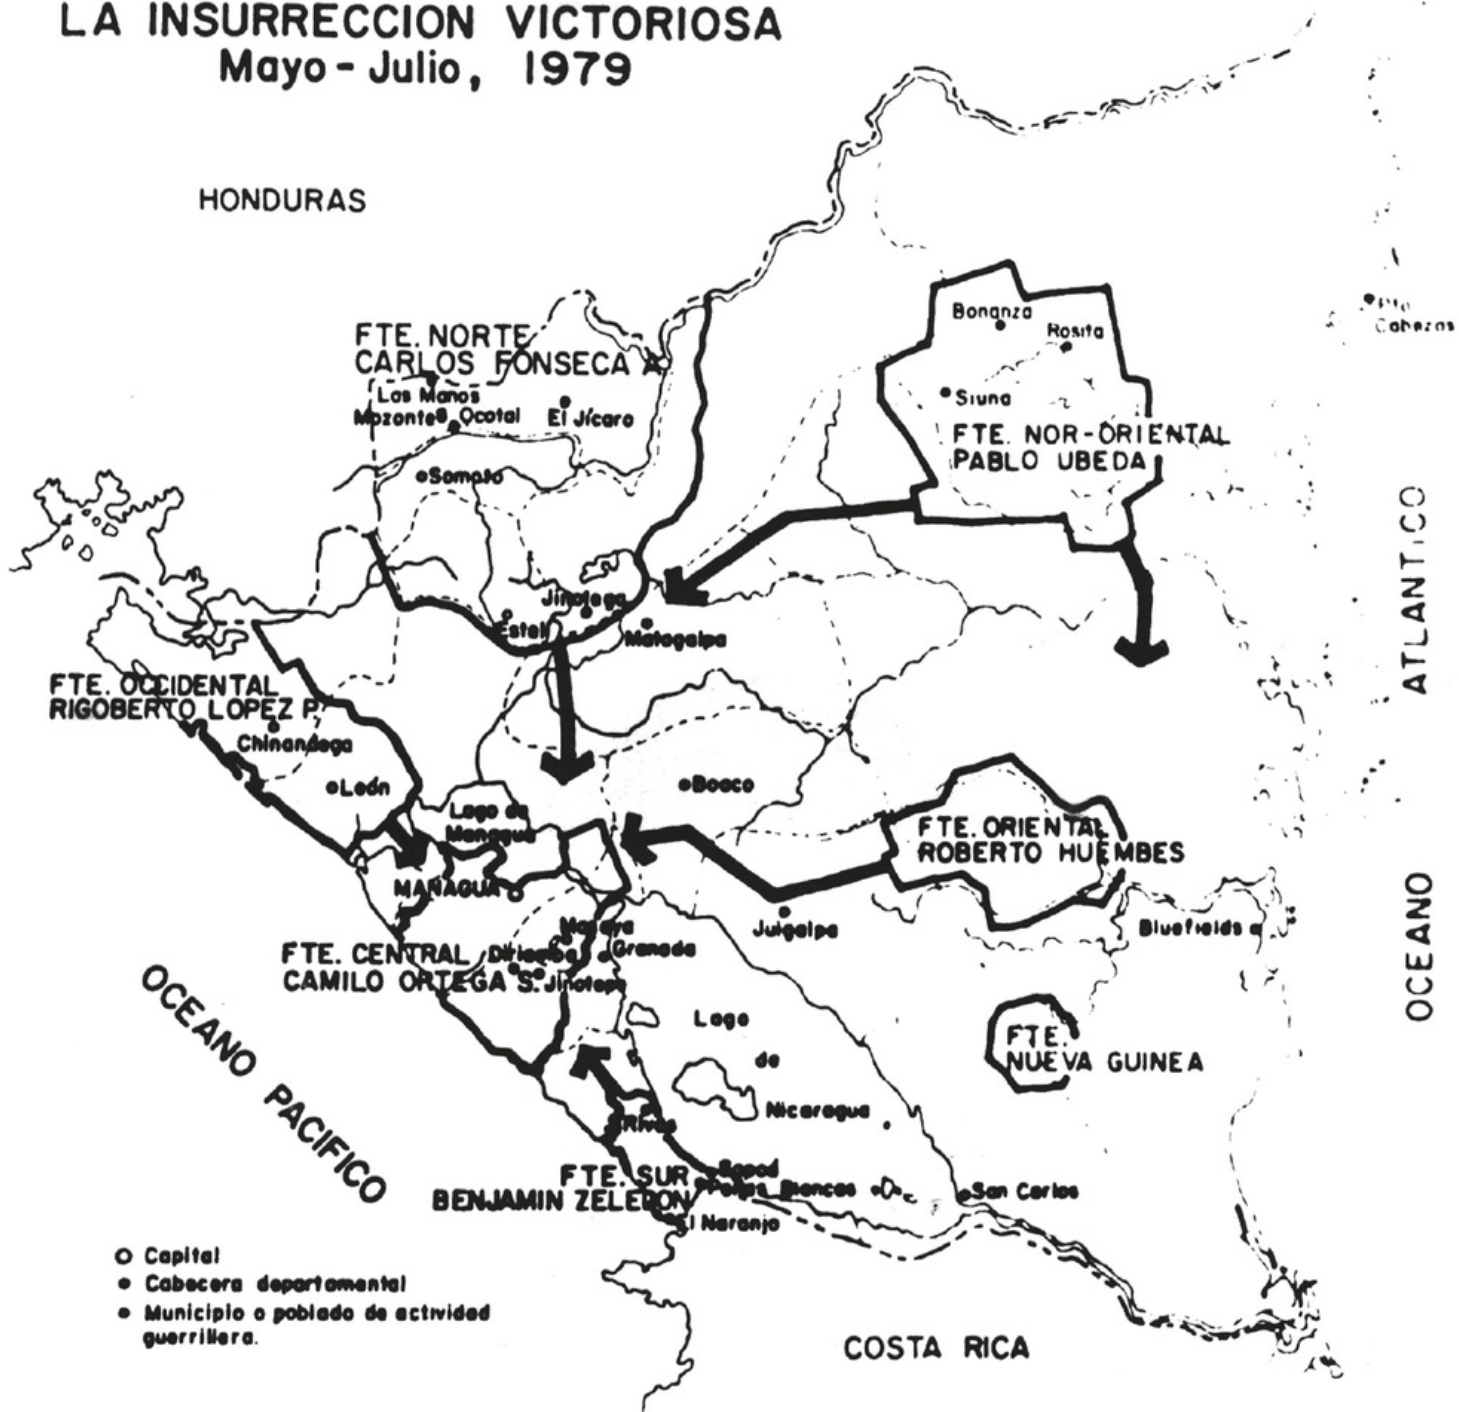 LA INSURRECCION VICTORIOSA
Mayo - Julio, 1979
HONDURAS
FTE. NORTE
CARLOS FONSECA A.
Las Manos
Mozonte
Ocotal
El Jícaro
Somoto
Bonanza
Rosita
Siuna
FTE. NOR-ORIENTAL
PABLO UBEDA
Pto
Cabezas
Jinotega
Estelí
Matagalpa
FTE. OCCIDENTAL
RIGOBERTO LOPEZ P.
Chinandega
León
Lago de
Managua
Boaco
MANAGUA
FTE. ORIENTAL
ROBERTO HUEMBES
Juigalpa
Bluefields
Masaya
Granada
FTE. CENTRAL
CAMILO ORTEGA S.
Diriamba
Jinotepe
OCEANO ATLANTICO
OCEANO PACIFICO
Lago
de
Nicaragua
FTE.
NUEVA GUINEA
Rivas
FTE. SUR
BENJAMIN ZELEDON
Sapoá
Peñas Blancas
El Naranjo
San Carlos
Capital
Cabecera departamental
Municipio o poblado de actividad
guerrillera.
COSTA RICA